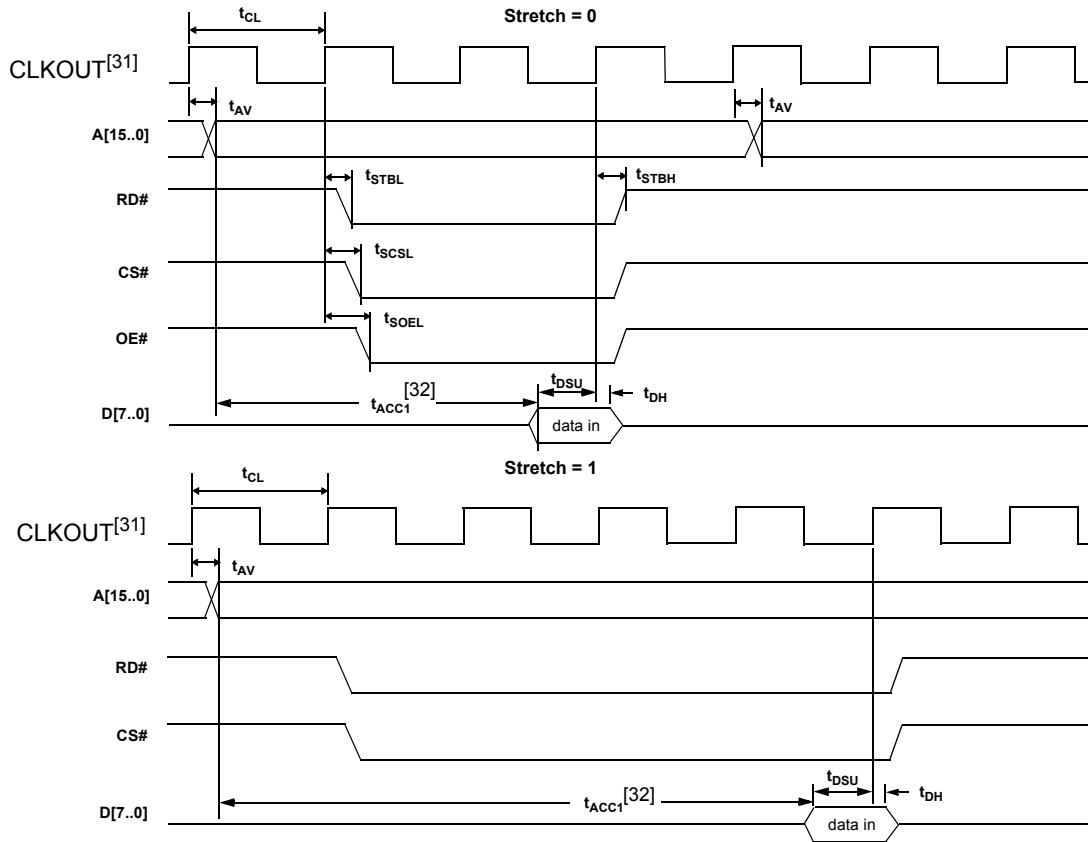 Stretch = 0
tCL
CLKOUT[31]
tAV
tAV
A[15..0]
tSTBL
tSTBH
RD#
tSCSL
CS#
tSOEL
OE#
tDSU
tACC1[32]
tDH
D[7..0]
data in
Stretch = 1
tCL
CLKOUT[31]
tAV
A[15..0]
RD#
CS#
tDSU
tACC1[32]
tDH
D[7..0]
data in